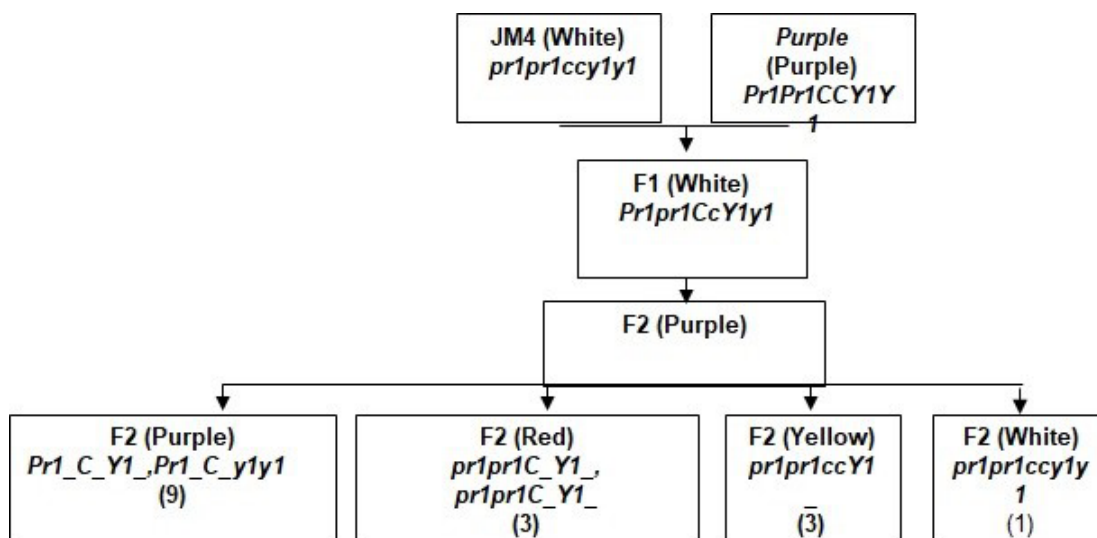 JM4 (White)
pr1pr1ccy1y1
Purple
(Purple)
Pr1Pr1CCY1Y
1
F1 (White)
Pr1pr1CcY1y1
F2 (Purple)
F2 (Purple)
Pr1_C_Y1_,Pr1_C_y1y1
(9)
F2 (Red)
pr1pr1C_Y1_,
pr1pr1C_Y1_
(3)
F2 (Yellow)
pr1pr1ccY1
_
(3)
F2 (White)
pr1pr1ccy1y
1
(1)